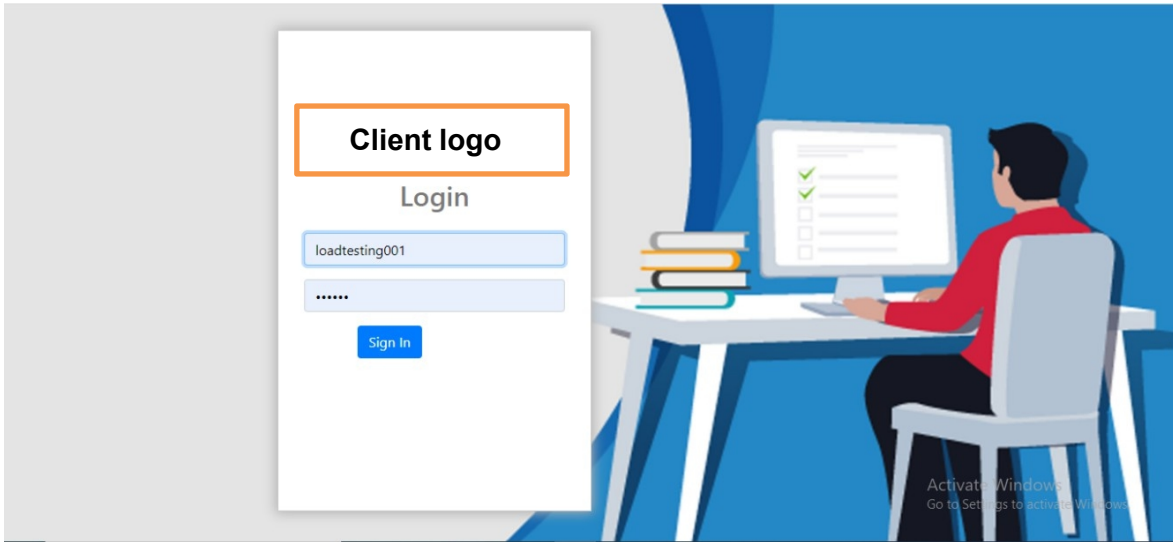 Client logo
Login
loadtesting001
••••••
Sign In
Activate Windows
Go to Settings to activate Windows.